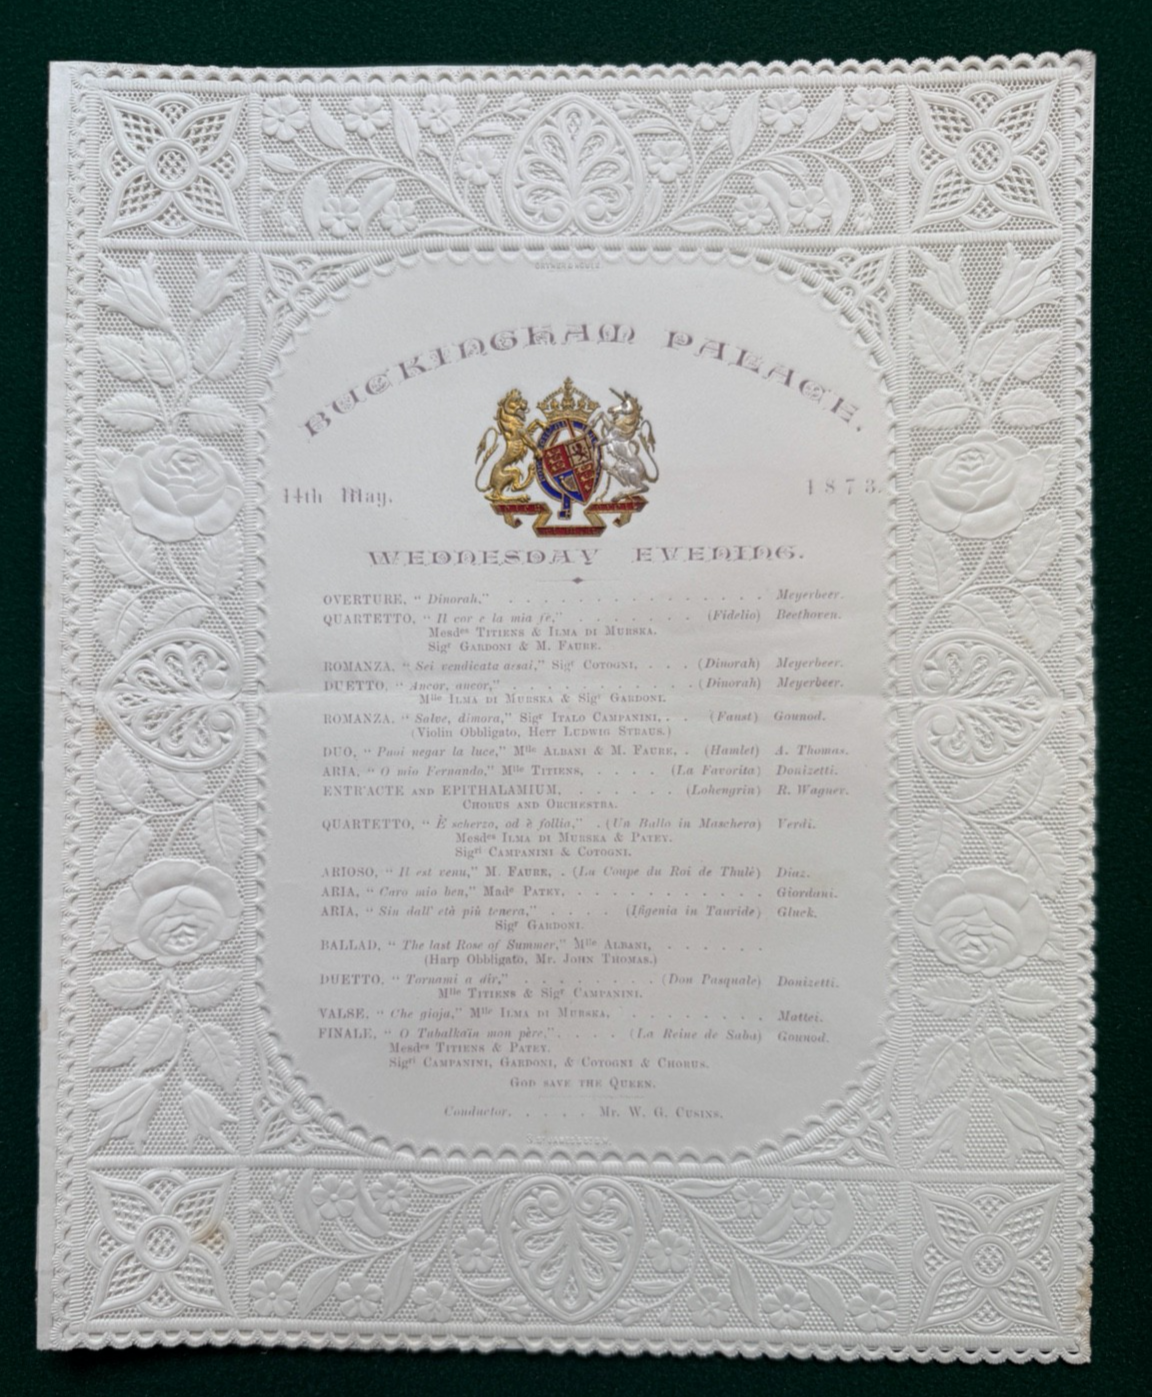 BUCKINGHAM PALACE.
14th May. 1873.
WEDNESDAY EVENING.
OVERTURE, “ Dinorah,” . . . . . . . . . . . . . . . Meyerbeer.
QUARTETTO, “ Il cor e la mia fe,” . . . . . . . . (Fidelio) Beethoven.
Mesdes TITIENS & ILMA DI MURSKA.
Sigr GARDONI & M. FAURE.
ROMANZA, “ Sei vendicata assai,” Sigr COTOGNI, . . . (Dinorah) Meyerbeer.
DUETTO, “ Ancor, ancor,” . . . . . . . . . . . (Dinorah) Meyerbeer.
Mlle ILMA DI MURSKA & Sigr GARDONI.
ROMANZA, “ Salve, dimora,” Sigr ITALO CAMPANINI, . . (Faust) Gounod.
(Violin Obbligato, Herr LUDWIG STRAUS.)
DUO, “ Puoi negar la luce,” Mlle ALBANI & M. FAURE, . (Hamlet) A. Thomas.
ARIA, “ O mio Fernando,” Mlle TITIENS, . . . . (La Favorita) Donizetti.
ENTR'ACTE AND EPITHALAMIUM, . . . . . . (Lohengrin) R. Wagner.
CHORUS AND ORCHESTRA.
QUARTETTO, “ È scherzo, od è follia,” . (Un Ballo in Maschera) Verdi.
Mesdes ILMA DI MURSKA & PATEY.
Sigri CAMPANINI & COTOGNI.
ARIOSO, “ Il est venu,” M. FAURE, . (La Coupe du Roi de Thulè) Diaz.
ARIA, “ Caro mio ben,” Made PATEY, . . . . . . . . . . . Giordani.
ARIA, “ Sin dall' età più tenera,” . . . . (Ifigenia in Tauride) Gluck.
Sigr GARDONI.
BALLAD, “ The last Rose of Summer,” Mlle ALBANI, . . . . . .
(Harp Obbligato, Mr. JOHN THOMAS.)
DUETTO, “ Tornami a dir,” . . . . . . . . (Don Pasquale) Donizetti.
Mlle TITIENS & Sigr CAMPANINI.
VALSE, “ Che gioja,” Mlle ILMA DI MURSKA, . . . . . . . . Mattei.
FINALE, “ O Tubalkaïn mon père,” . . . . (La Reine de Saba) Gounod.
Mesdes TITIENS & PATEY.
Sigri CAMPANINI, GARDONI, & COTOGNI & CHORUS.
GOD SAVE THE QUEEN.
Conductor, . . . . . Mr. W. G. CUSINS.